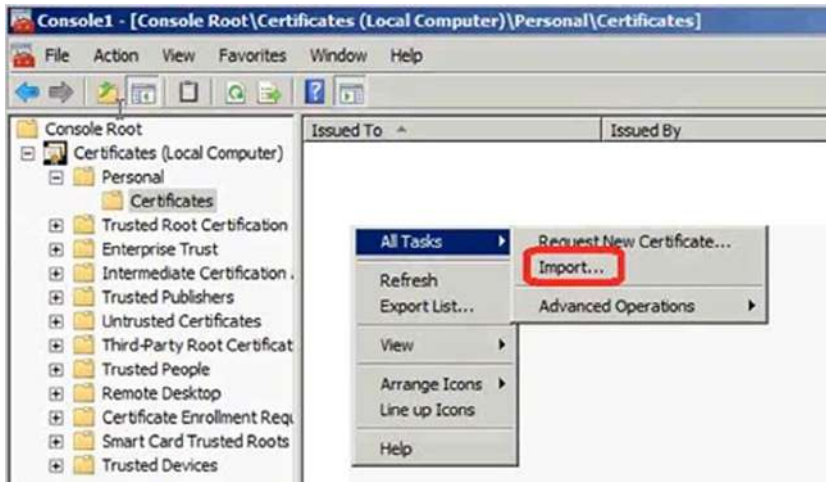 Console1 - [Console Root\Certificates (Local Computer)\Personal\Certificates]
File Action View Favorites Window Help
Console Root
Certificates (Local Computer)
Personal
Certificates
Trusted Root Certification
Enterprise Trust
Intermediate Certification .
Trusted Publishers
Untrusted Certificates
Third-Party Root Certificat
Trusted People
Remote Desktop
Certificate Enrollment Requ
Smart Card Trusted Roots
Trusted Devices
Issued To Issued By
All Tasks
Refresh
Export List...
View
Arrange Icons
Line up Icons
Help
Request New Certificate...
Import...
Advanced Operations